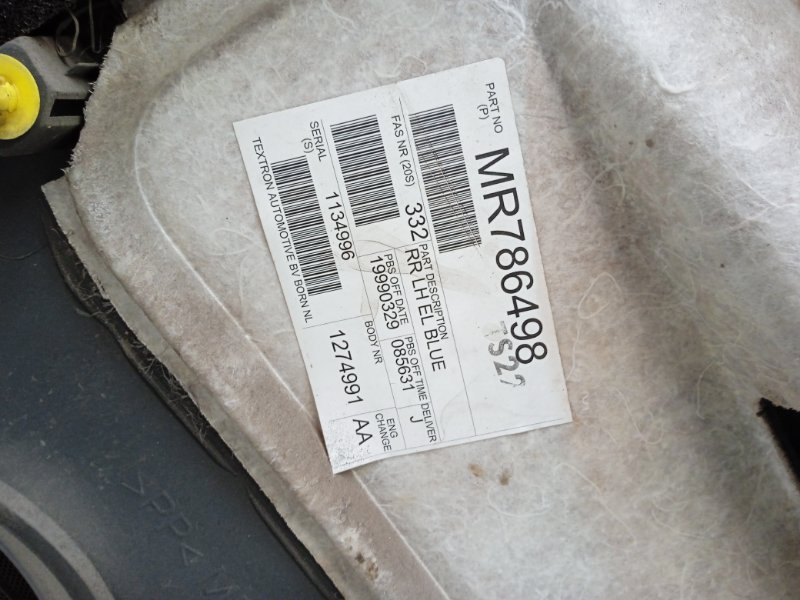 PART NO
(P)
MR786498
TS27
FAS NR (20S)
332
PART DESCRIPTION
RR LH EL BLUE
SERIAL
(S)
1134996
PBS OFF DATE
19990329
PBS OFF TIME
085631
DELIVER
J
TEXTRON AUTOMOTIVE BV BORN NL
BODY NR
1274991
ENG
CHANGE
AA
>PP<